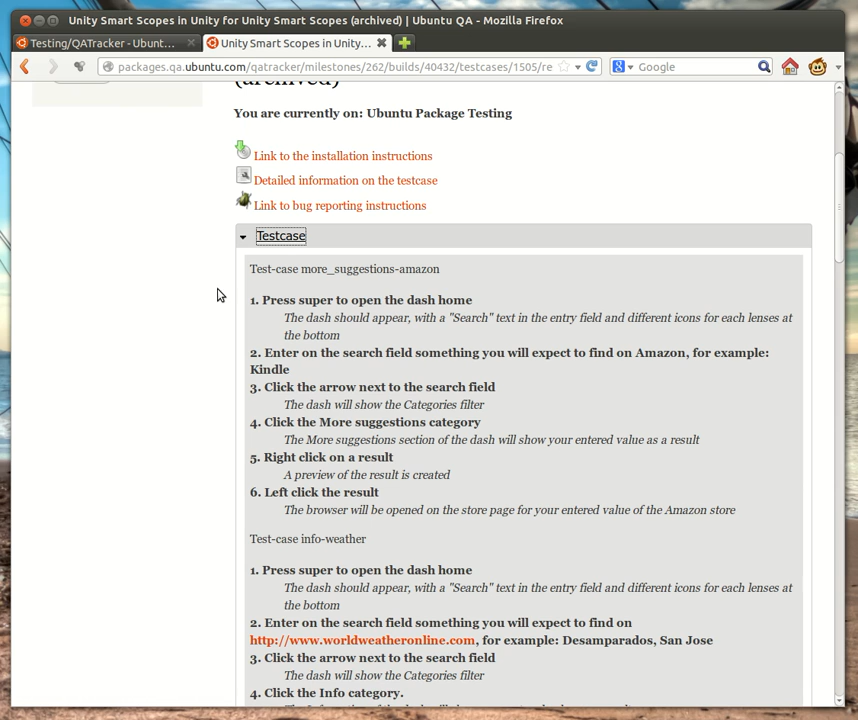 Unity Smart Scopes in Unity for Unity Smart Scopes (archived) | Ubuntu QA - Mozilla Firefox
Testing/QATracker - Ubunt...
Unity Smart Scopes in Unity...
packages.qa.ubuntu.com/qatracker/milestones/262/builds/40432/testcases/1505/re
Google
(archived)
You are currently on: Ubuntu Package Testing
Link to the installation instructions
Detailed information on the testcase
Link to bug reporting instructions
Testcase
Test-case more_suggestions-amazon
1. Press super to open the dash home
The dash should appear, with a "Search" text in the entry field and different icons for each lenses at
the bottom
2. Enter on the search field something you will expect to find on Amazon, for example:
Kindle
3. Click the arrow next to the search field
The dash will show the Categories filter
4. Click the More suggestions category
The More suggestions section of the dash will show your entered value as a result
5. Right click on a result
A preview of the result is created
6. Left click the result
The browser will be opened on the store page for your entered value of the Amazon store
Test-case info-weather
1. Press super to open the dash home
The dash should appear, with a "Search" text in the entry field and different icons for each lenses at
the bottom
2. Enter on the search field something you will expect to find on
http://www.worldweatheronline.com, for example: Desamparados, San Jose
3. Click the arrow next to the search field
The dash will show the Categories filter
4. Click the Info category.